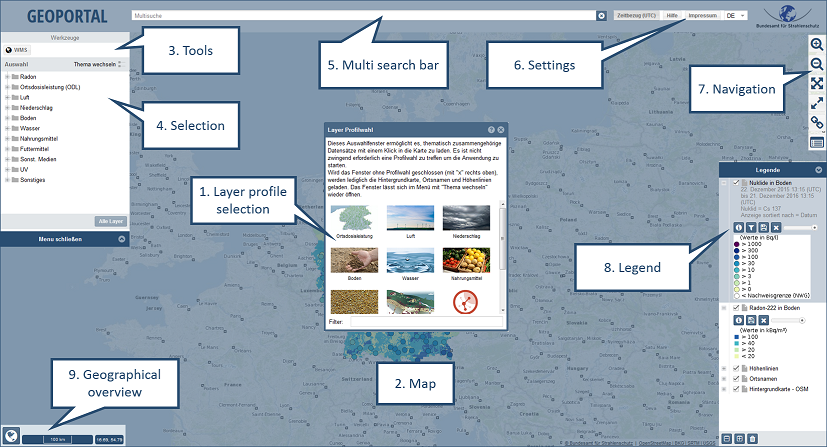 GEOPORTAL
Multisuche
Zeitbezug (UTC)
Hilfe
Impressum
DE
Bundesamt für Strahlenschutz
Werkzeuge
WMS
3. Tools
5. Multi search bar
6. Settings
7. Navigation
Auswahl
Thema wechseln
Radon
Ortsdosisleistung (ODL)
Luft
Niederschlag
Boden
Wasser
Nahrungsmittel
Futtermittel
Sonst. Medien
UV
Sonstiges
4. Selection
Alle Layer
Menu schließen
1. Layer profile
selection
Layer Profilwahl
Dieses Auswahlfenster ermöglicht es, thematisch zusammengehörige
Datensätze mit einem Klick in die Karte zu laden. Es ist nicht
zwingend erforderlich eine Profilwahl zu treffen um die Anwendung zu
starten.
Wird das Fenster ohne Profilwahl geschlossen (mit "x" rechts oben),
werden lediglich die Hintergrundkarte, Ortsnamen und Höhenlinien
geladen. Das Fenster lässt sich im Menü mit "Thema wechseln"
wieder öffnen.
Ortsdosisleistung
Luft
Niederschlag
Boden
Wasser
Nahrungsmittel
Filter:
Legende
Nuklide in Boden
22. Dezember 2015 13:16 (UTC)
bis 21. Dezember 2016 13:15
(UTC)
Nuklid = Cs 137
Anzeige sortiert nach = Datum
(Werte in Bq/l)
> 1000
> 300
> 100
> 30
> 10
> 3
> 1
> 0
< Nachweisgrenze (NWG)
8. Legend
Radon-222 in Boden
(Werte in kBq/m³)
> 100
> 40
> 20
< 20
Höhenlinien
Ortsnamen
Hintergrundkarte - OSM
2. Map
9. Geographical
overview
100 km
© Bundesamt für Strahlenschutz | OpenStreetMap | BKG | SRTM | USGS